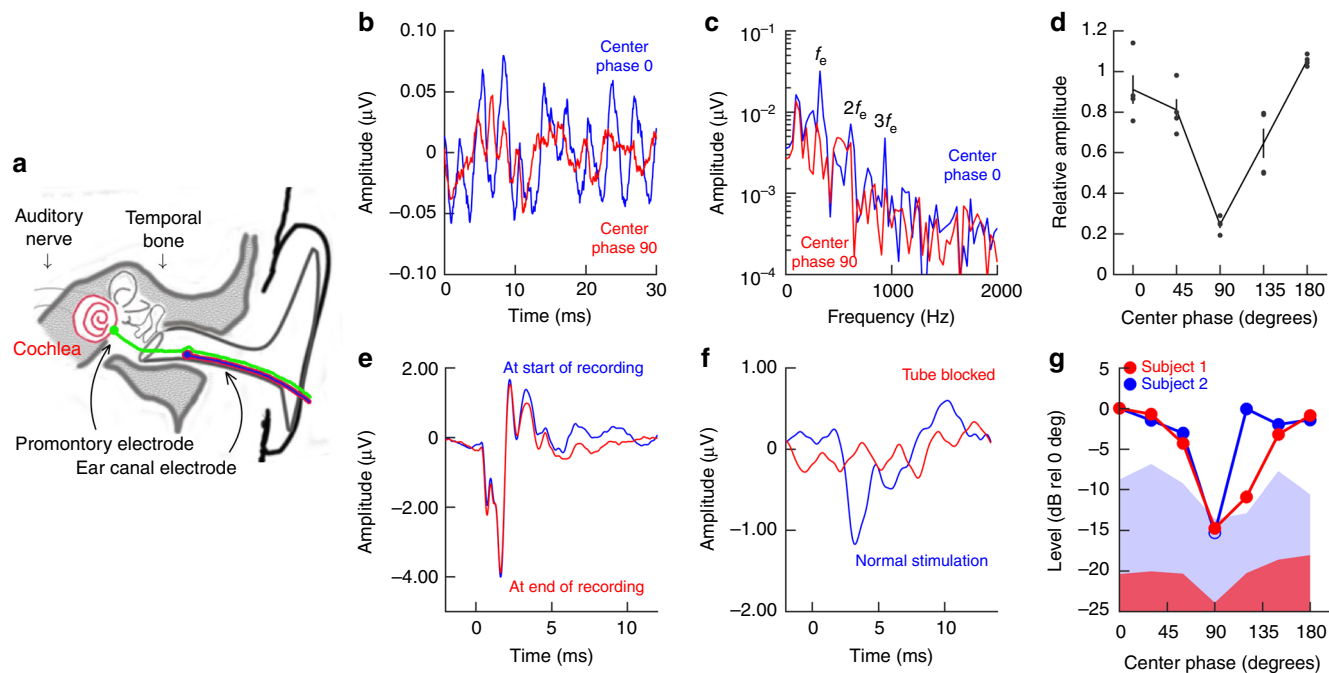 a
Auditory
nerve
↓
Temporal
bone
↓
Cochlea
Promontory electrode
Ear canal electrode
b
0.10
0.05
0
−0.05
−0.10
Amplitude (μV)
Center
phase 0
Center
phase 90
0
10
20
30
Time (ms)
c
10⁻¹
10⁻²
10⁻³
10⁻⁴
Amplitude (μV)
fₑ
2fₑ
3fₑ
Center
phase 0
Center
phase 90
0
1000
2000
Frequency (Hz)
d
1.2
1
0.8
0.6
0.4
0.2
0
Relative amplitude
0
45
90
135
180
Center phase (degrees)
e
2.00
0
−2.00
−4.00
Amplitude (μV)
At start of recording
At end of recording
0
5
10
Time (ms)
f
1.00
0
−1.00
−2.00
Amplitude (μV)
Tube blocked
Normal stimulation
0
5
10
Time (ms)
g
Subject 1
Subject 2
5
0
−5
−10
−15
−20
−25
Level (dB rel 0 deg)
0
45
90
135
180
Center phase (degrees)